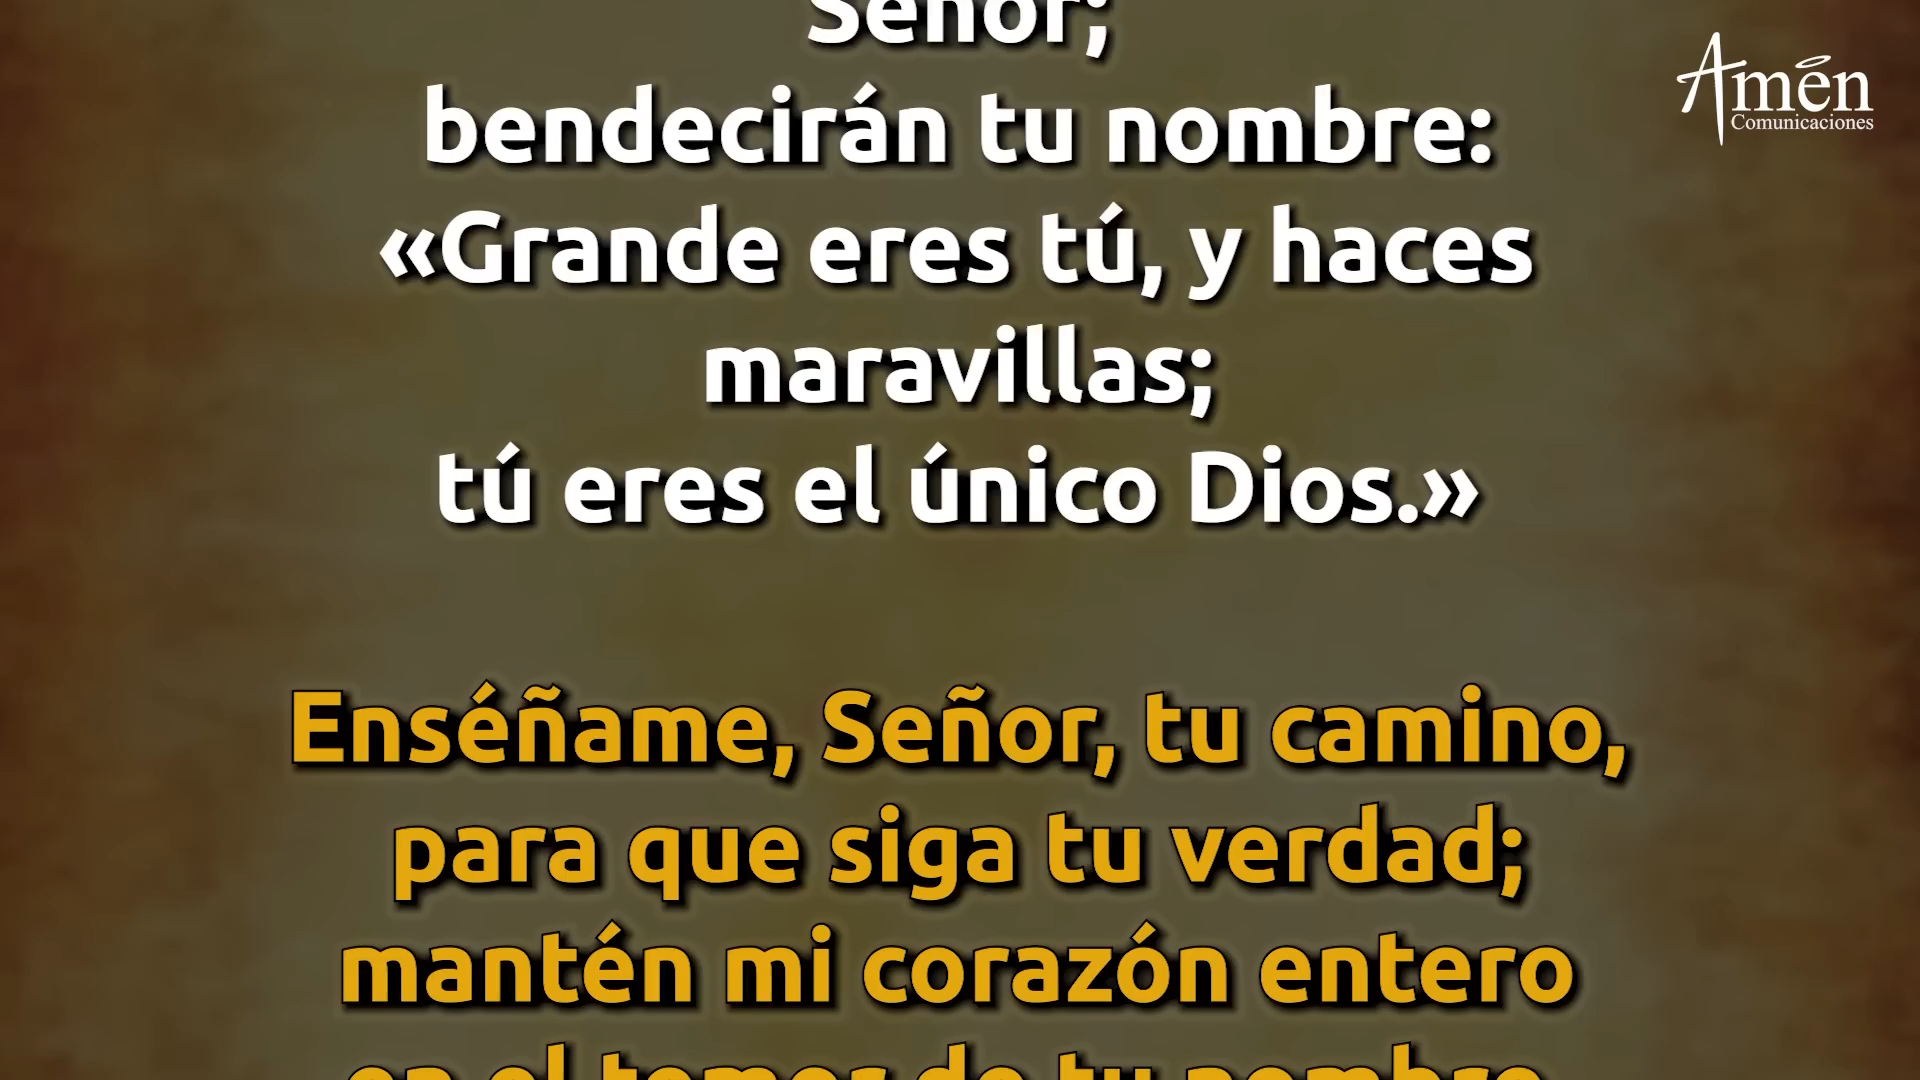 Señor;
bendecirán tu nombre:
«Grande eres tú, y haces
maravillas;
tú eres el único Dios.»
Enséñame, Señor, tu camino,
para que siga tu verdad;
mantén mi corazón entero
en el temor de tu nombre
Amén
Comunicaciones